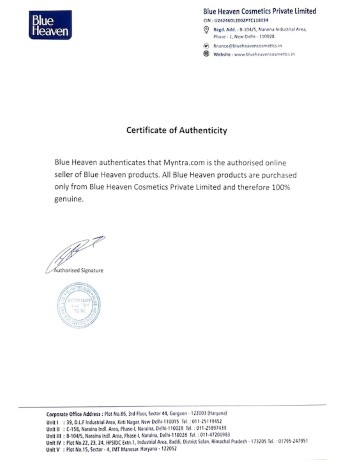 Blue
Heaven
Blue Heaven Cosmetics Private Limited
CIN : U24246DL2002PTC118034
Regd. Add. : B-104/5, Naraina Industrial Area,
Phase - 1, New Delhi - 110028
finance@blueheavencosmetics.in
Website : www.blueheavencosmetics.in
Certificate of Authenticity
Blue Heaven authenticates that Myntra.com is the authorised online
seller of Blue Heaven products. All Blue Heaven products are purchased
only from Blue Heaven Cosmetics Private Limited and therefore 100%
genuine.
Authorised Signature
Corporate Office Address : Plot No.86, 3rd Floor, Sector 44, Gurgaon - 122003 (Haryana)
Unit I : 39, D.L.F Industrial Area, Kirti Nagar, New Delhi-110015 Tel. : 011-25119452
Unit II : C-158, Naraina Indl. Area, Phase-I, Naraina, Delhi-110028 Tel. : 011-25897439
Unit III : B-104/5, Naraina Indl. Area, Phase-I, Naraina, Delhi-110028 Tel. : 011-47200933
Unit IV : Plot No.22, 23, 24, HPSIDC Extn.1, Industrial Area, Baddi, District Solan, Himachal Pradesh - 173205 Tel. : 01795-247751
Unit V : Plot No.15, Sector - 4, IMT Manesar, Haryana - 122052